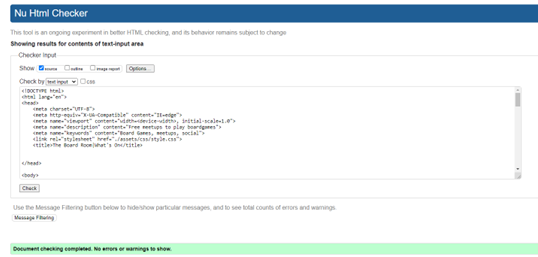 Nu Html Checker
This tool is an ongoing experiment in better HTML checking, and its behavior remains subject to change
Showing results for contents of text-input area
Checker Input
Show source outline image report Options...
Check by text input css
<!DOCTYPE html>
<html lang="en">
<head>
<meta charset="UTF-8">
<meta http-equiv="X-UA-Compatible" content="IE=edge">
<meta name="viewport" content="width=device-width, initial-scale=1.0">
<meta name="description" content="Free meetups to play boardgames">
<meta name="keywords" content="Board Games, meetups, social">
<link rel="stylesheet" href="./assets/css/style.css">
<title>The Board Room|What's On</title>
</head>
<body>
Check
Use the Message Filtering button below to hide/show particular messages, and to see total counts of errors and warnings.
Message Filtering
Document checking completed. No errors or warnings to show.